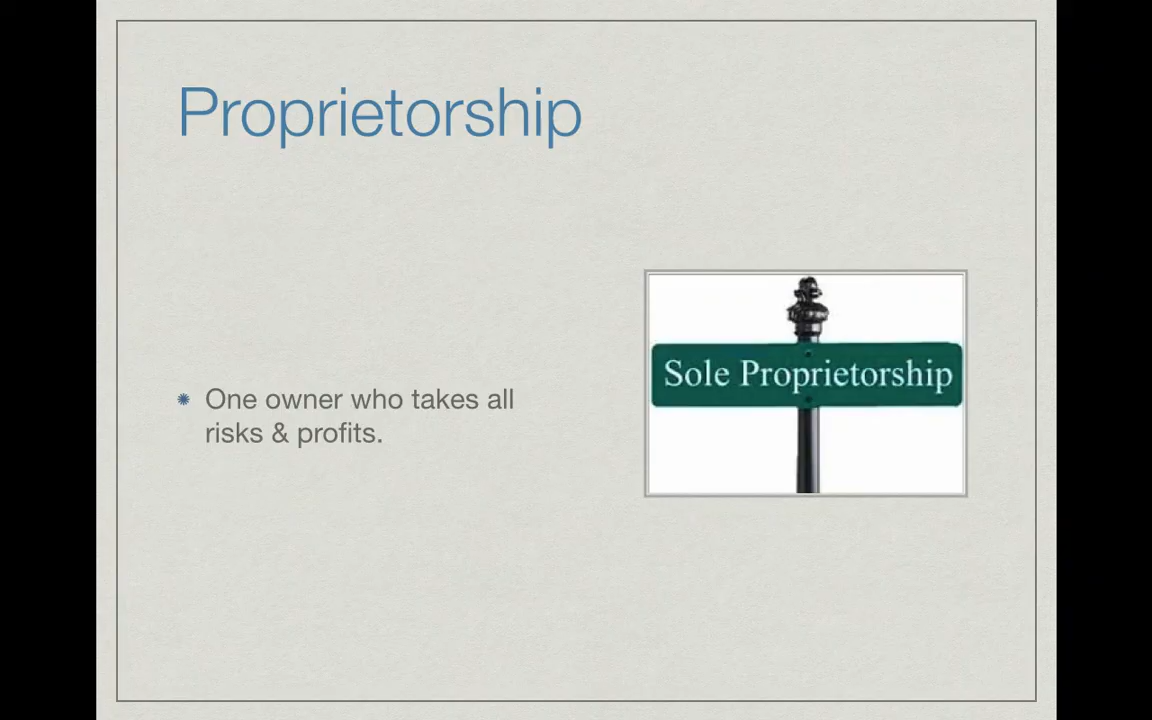 Proprietorship
One owner who takes all
risks & profits.
Sole Proprietorship